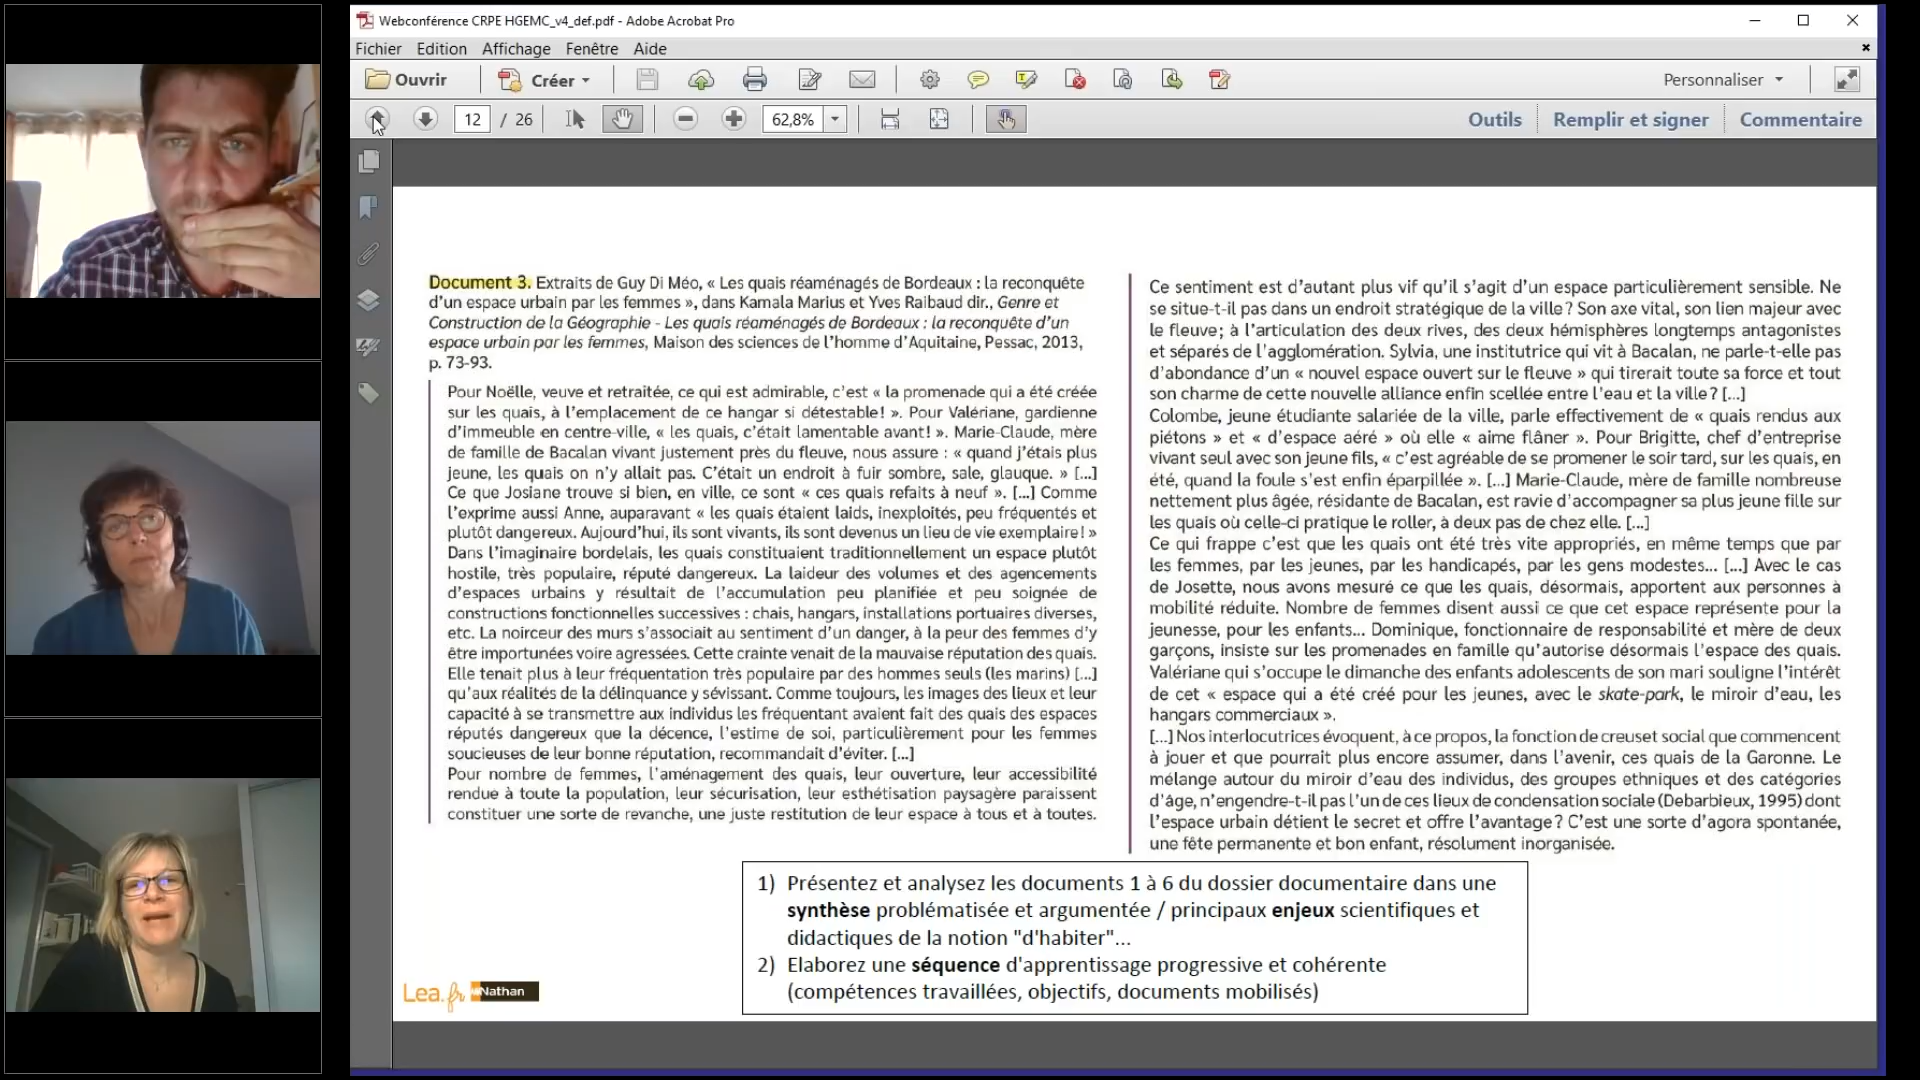 Webconférence CRPE HGEMC_v4_def.pdf - Adobe Acrobat Pro
Fichier Edition Affichage Fenêtre Aide
Ouvrir Créer Personnaliser
12 / 26 62,8% Outils Remplir et signer Commentaire
Document 3. Extraits de Guy Di Méo, « Les quais réaménagés de Bordeaux : la reconquête
d'un espace urbain par les femmes », dans Kamala Marius et Yves Raibaud dir., Genre et
Construction de la Géographie - Les quais réaménagés de Bordeaux : la reconquête d'un
espace urbain par les femmes, Maison des sciences de l'homme d'Aquitaine, Pessac, 2013,
p. 73-93.
Pour Noëlle, veuve et retraitée, ce qui est admirable, c'est « la promenade qui a été créée
sur les quais, à l'emplacement de ce hangar si détestable! ». Pour Valériane, gardienne
d'immeuble en centre-ville, « les quais, c'était lamentable avant! ». Marie-Claude, mère
de famille de Bacalan vivant justement près du fleuve, nous assure : « quand j'étais plus
jeune, les quais on n'y allait pas. C'était un endroit à fuir sombre, sale, glauque. » [...]
Ce que Josiane trouve si bien, en ville, ce sont « ces quais refaits à neuf ». [...] Comme
l'exprime aussi Anne, auparavant « les quais étaient laids, inexploités, peu fréquentés et
plutôt dangereux. Aujourd'hui, ils sont vivants, ils sont devenus un lieu de vie exemplaire! »
Dans l'imaginaire bordelais, les quais constituaient traditionnellement un espace plutôt
hostile, très populaire, réputé dangereux. La laideur des volumes et des agencements
d'espaces urbains y résultait de l'accumulation peu planifiée et peu soignée de
constructions fonctionnelles successives : chais, hangars, installations portuaires diverses,
etc. La noirceur des murs s'associait au sentiment d'un danger, à la peur des femmes d'y
être importunées voire agressées. Cette crainte venait de la mauvaise réputation des quais.
Elle tenait plus à leur fréquentation très populaire par des hommes seuls (les marins) [...]
qu'aux réalités de la délinquance y sévissant. Comme toujours, les images des lieux et leur
capacité à se transmettre aux individus les fréquentant avaient fait des quais des espaces
réputés dangereux que la décence, l'estime de soi, particulièrement pour les femmes
soucieuses de leur bonne réputation, recommandait d'éviter. [...]
Pour nombre de femmes, l'aménagement des quais, leur ouverture, leur accessibilité
rendue à toute la population, leur sécurisation, leur esthétisation paysagère paraissent
constituer une sorte de revanche, une juste restitution de leur espace à tous et à toutes.
Ce sentiment est d'autant plus vif qu'il s'agit d'un espace particulièrement sensible. Ne
se situe-t-il pas dans un endroit stratégique de la ville? Son axe vital, son lien majeur avec
le fleuve; à l'articulation des deux rives, des deux hémisphères longtemps antagonistes
et séparés de l'agglomération. Sylvia, une institutrice qui vit à Bacalan, ne parle-t-elle pas
d'abondance d'un « nouvel espace ouvert sur le fleuve » qui tirerait toute sa force et tout
son charme de cette nouvelle alliance enfin scellée entre l'eau et la ville? [...]
Colombe, jeune étudiante salariée de la ville, parle effectivement de « quais rendus aux
piétons » et « d'espace aéré » où elle « aime flâner ». Pour Brigitte, chef d'entreprise
vivant seul avec son jeune fils, « c'est agréable de se promener le soir tard, sur les quais, en
été, quand la foule s'est enfin éparpillée ». [...] Marie-Claude, mère de famille nombreuse
nettement plus âgée, résidante de Bacalan, est ravie d'accompagner sa plus jeune fille sur
les quais où celle-ci pratique le roller, à deux pas de chez elle. [...]
Ce qui frappe c'est que les quais ont été très vite appropriés, en même temps que par
les femmes, par les jeunes, par les handicapés, par les gens modestes... [...] Avec le cas
de Josette, nous avons mesuré ce que les quais, désormais, apportent aux personnes à
mobilité réduite. Nombre de femmes disent aussi ce que cet espace représente pour la
jeunesse, pour les enfants... Dominique, fonctionnaire de responsabilité et mère de deux
garçons, insiste sur les promenades en famille qu'autorise désormais l'espace des quais.
Valériane qui s'occupe le dimanche des enfants adolescents de son mari souligne l'intérêt
de cet « espace qui a été créé pour les jeunes, avec le skate-park, le miroir d'eau, les
hangars commerciaux ».
[...] Nos interlocutrices évoquent, à ce propos, la fonction de creuset social que commencent
à jouer et que pourrait plus encore assumer, dans l'avenir, ces quais de la Garonne. Le
mélange autour du miroir d'eau des individus, des groupes ethniques et des catégories
d'âge, n'engendre-t-il pas l'un de ces lieux de condensation sociale (Debarbieux, 1995) dont
l'espace urbain détient le secret et offre l'avantage? C'est une sorte d'agora spontanée,
une fête permanente et bon enfant, résolument inorganisée.
1) Présentez et analysez les documents 1 à 6 du dossier documentaire dans une
synthèse problématisée et argumentée / principaux enjeux scientifiques et
didactiques de la notion "d'habiter"...
2) Elaborez une séquence d'apprentissage progressive et cohérente
(compétences travaillées, objectifs, documents mobilisés)
Lea.fr Nathan